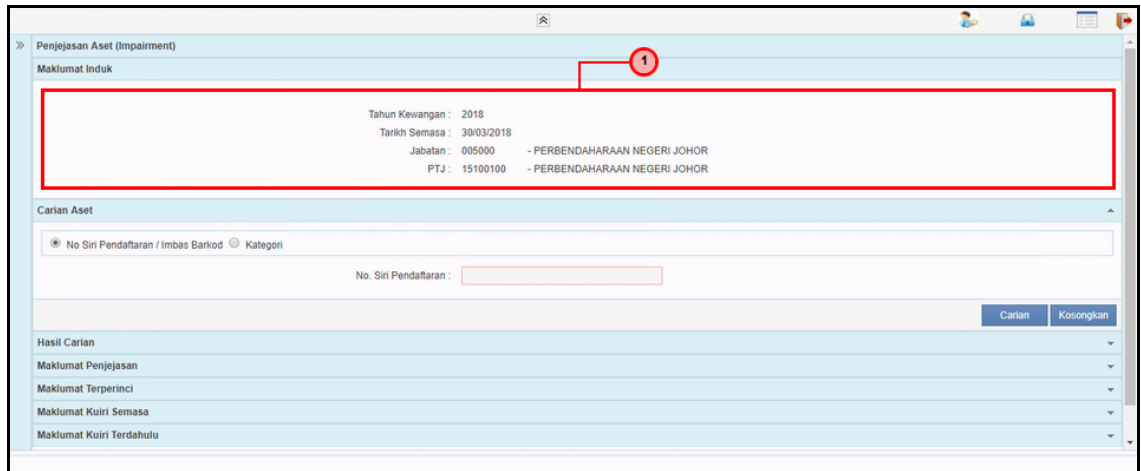 Penjejasan Aset (Impairment)
Maklumat Induk
1
Tahun Kewangan : 2018
Tarikh Semasa : 30/03/2018
Jabatan : 005000 - PERBENDAHARAAN NEGERI JOHOR
PTJ : 15100100 - PERBENDAHARAAN NEGERI JOHOR
Carian Aset
No Siri Pendaftaran / Imbas Barkod Kategori
No. Siri Pendaftaran :
Carian Kosongkan
Hasil Carian
Maklumat Penjejasan
Maklumat Terperinci
Maklumat Kuiri Semasa
Maklumat Kuiri Terdahulu